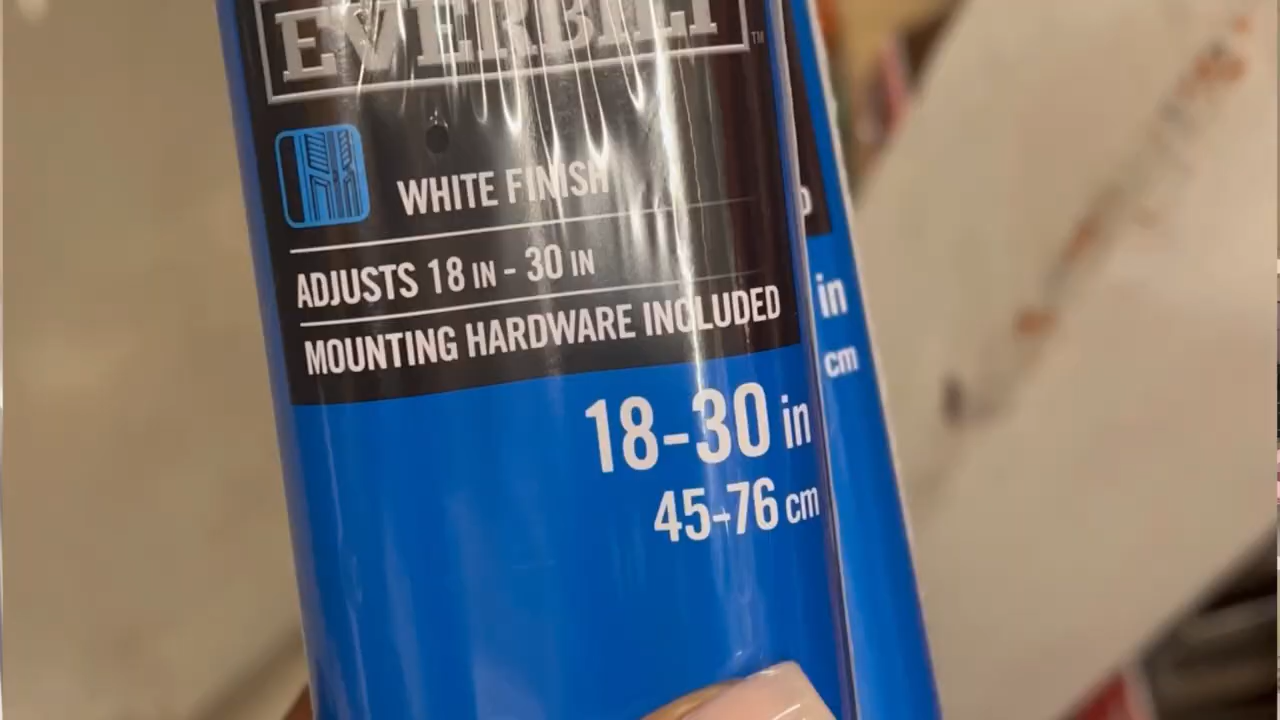 EVERBILT
TM
WHITE FINISH
ADJUSTS 18 IN - 30 IN
MOUNTING HARDWARE INCLUDED
18-30 in
45-76 cm
in
cm